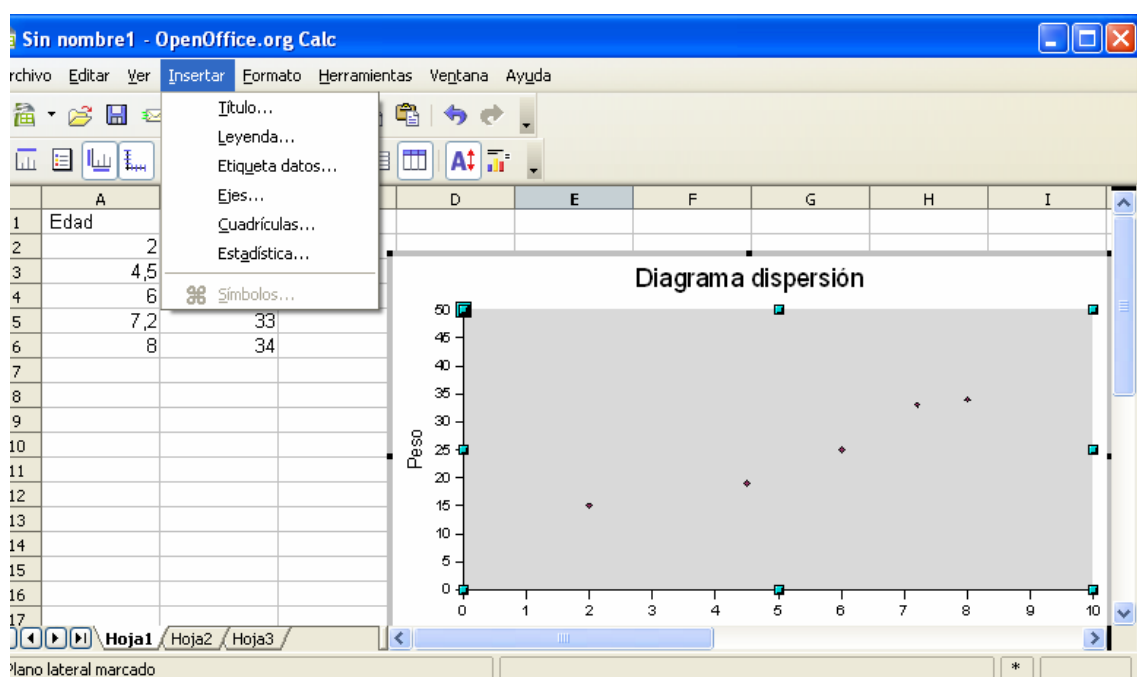 Sin nombre1 - OpenOffice.org Calc
rchivo Editar Ver Insertar Formato Herramientas Ventana Ayuda
Título...
Leyenda...
Etiqueta datos...
Ejes...
Cuadrículas...
Estadística...
Símbolos...
A D E F G H I
1 Edad
2 2
3 4,5
4 6
5 7,2 33
6 8 34
7
8
9
10
11
12
13
14
15
16
17
Diagrama dispersión
Peso
50
45
40
35
30
25
20
15
10
5
0
0 1 2 3 4 5 6 7 8 9 10
Hoja1 Hoja2 Hoja3
Plano lateral marcado *